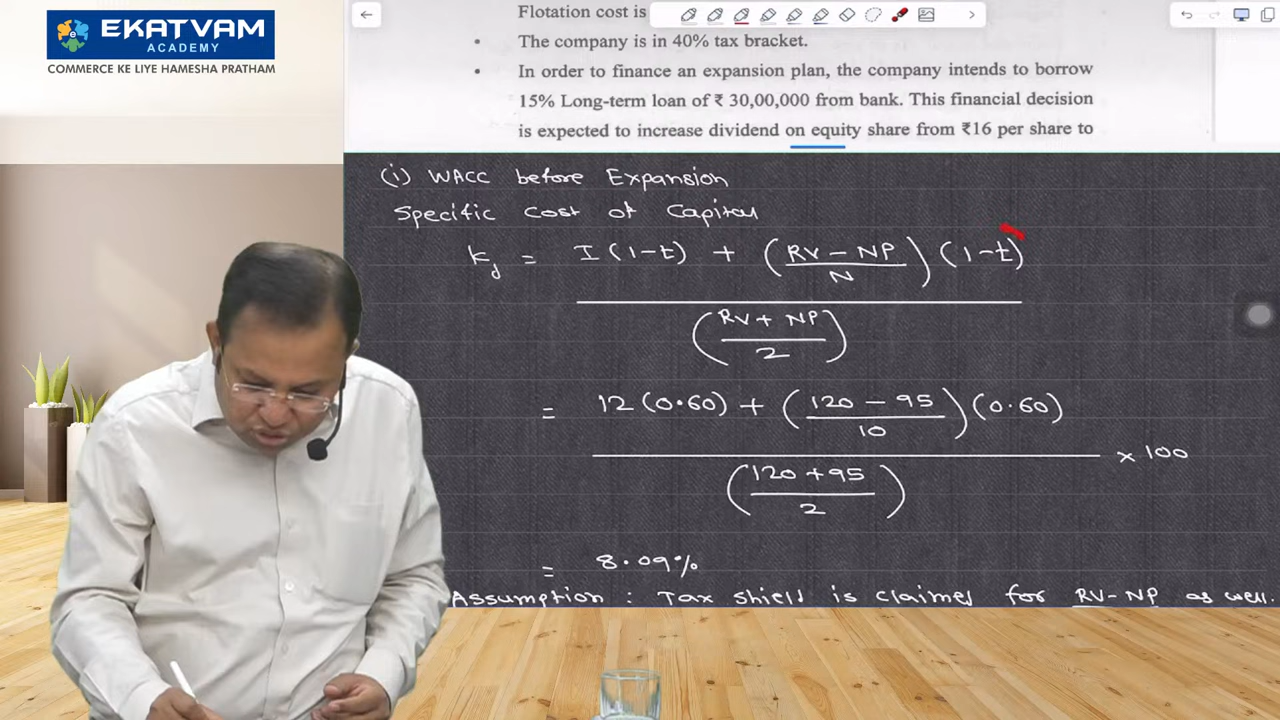 EKATVAM
ACADEMY
COMMERCE KE LIYE HAMESHA PRATHAM
Flotation cost is
• The company is in 40% tax bracket.
• In order to finance an expansion plan, the company intends to borrow
15% Long-term loan of ₹ 30,00,000 from bank. This financial decision
is expected to increase dividend on equity share from ₹16 per share to
(i) WACC before Expansion
Specific Cost of Capital
Kd = I (1-t) + (RV - NP / N) (1-t)
(RV + NP / 2)
= 12 (0.60) + (120 - 95 / 10) (0.60)
(120 + 95 / 2) × 100
= 8.09%
Assumption : Tax shield is claimed for RV-NP as well.